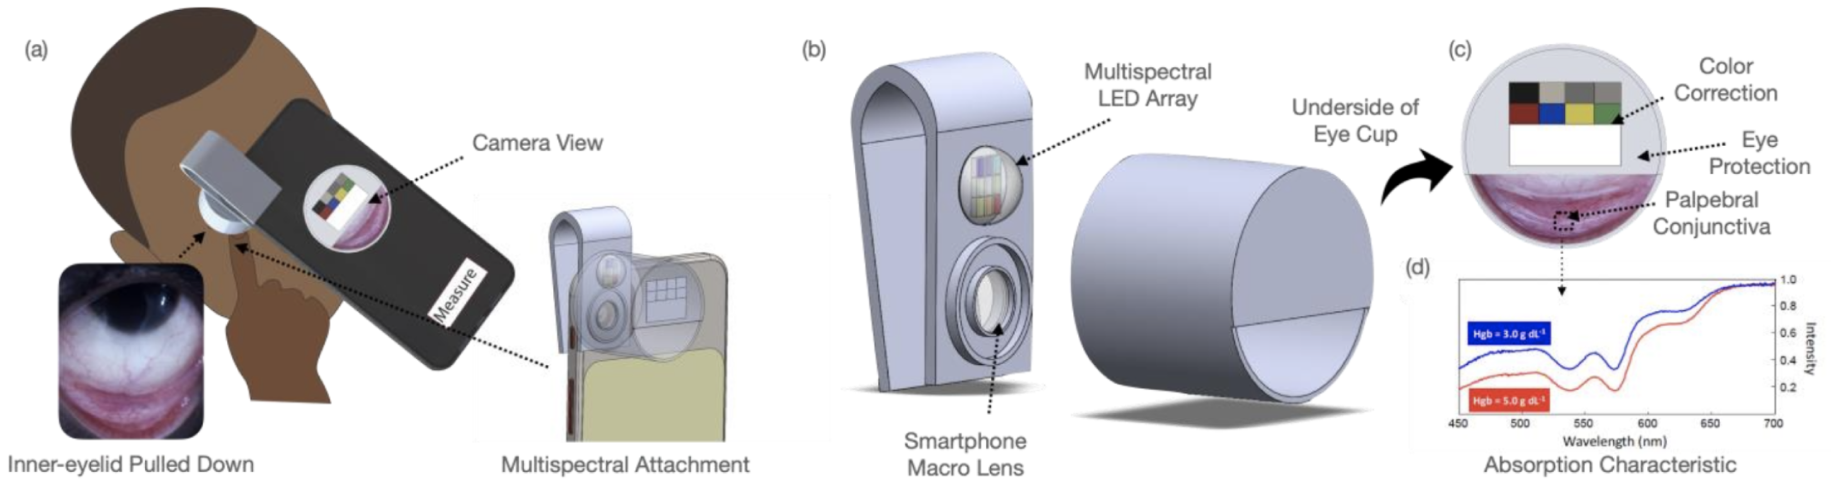 (a)
Camera View
Measure
Inner-eyelid Pulled Down
Multispectral Attachment
(b)
Multispectral
LED Array
Smartphone
Macro Lens
Underside of
Eye Cup
(c)
Color
Correction
Eye
Protection
Palpebral
Conjunctiva
(d)
Hgb = 3.0 g dL-1
Hgb = 5.0 g dL-1
1.0
0.8
0.6
0.4
0.2
Intensity
450 500 550 600 650 700
Wavelength (nm)
Absorption Characteristic